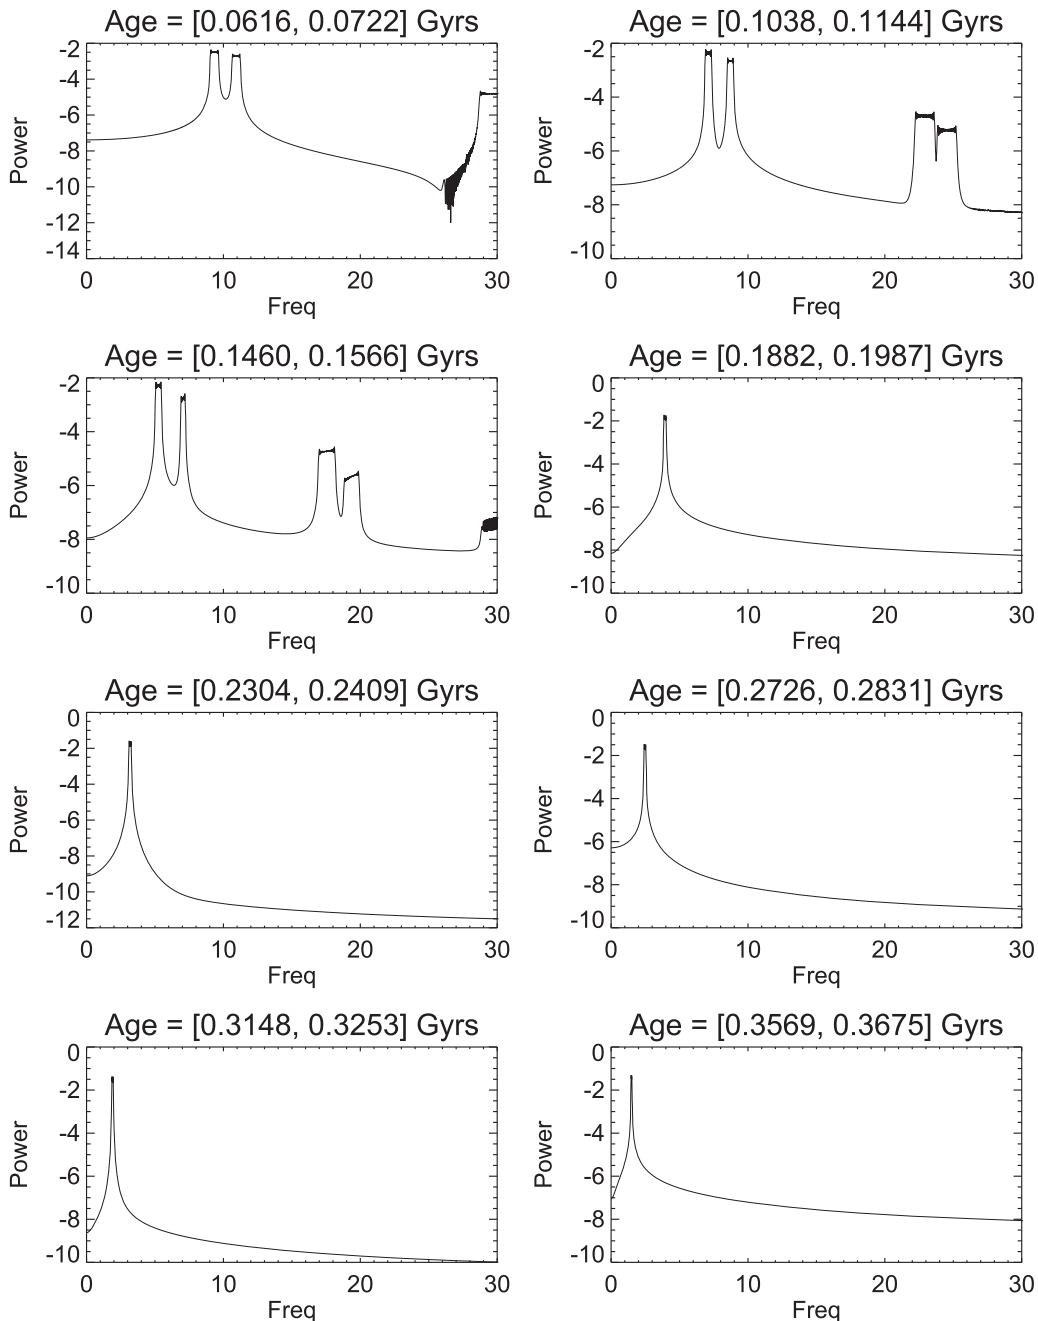 Age = [0.0616, 0.0722] Gyrs
-2
-4
-6
-8
-10
-12
-14
Power
0 10 20 30
Freq
Age = [0.1038, 0.1144] Gyrs
-2
-4
-6
-8
-10
Power
0 10 20 30
Freq
Age = [0.1460, 0.1566] Gyrs
-2
-4
-6
-8
-10
Power
0 10 20 30
Freq
Age = [0.1882, 0.1987] Gyrs
0
-2
-4
-6
-8
-10
Power
0 10 20 30
Freq
Age = [0.2304, 0.2409] Gyrs
0
-2
-4
-6
-8
-10
-12
Power
0 10 20 30
Freq
Age = [0.2726, 0.2831] Gyrs
0
-2
-4
-6
-8
-10
Power
0 10 20 30
Freq
Age = [0.3148, 0.3253] Gyrs
0
-2
-4
-6
-8
-10
Power
0 10 20 30
Freq
Age = [0.3569, 0.3675] Gyrs
0
-2
-4
-6
-8
-10
Power
0 10 20 30
Freq